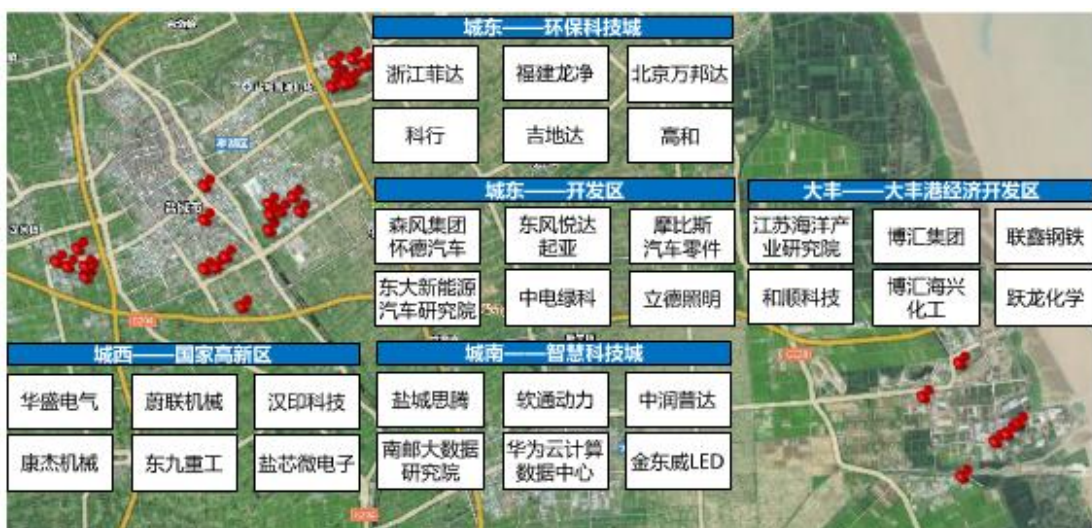 城东——环保科技城
浙江菲达
福建龙净
北京万邦达
科行
吉地达
高和
城东——开发区
森风集团
怀德汽车
东风悦达
起亚
摩比斯
汽车零件
东大新能源
汽车研究院
中电绿科
立德照明
大丰——大丰港经济开发区
江苏海洋产
业研究院
博汇集团
联鑫钢铁
和顺科技
博汇海兴
化工
跃龙化学
城西——国家高新区
华盛电气
蔚联机械
汉印科技
康杰机械
东九重工
盐芯微电子
城南——智慧科技城
盐城思腾
软通动力
中润普达
南邮大数据
研究院
华为云计算
数据中心
金东威LED